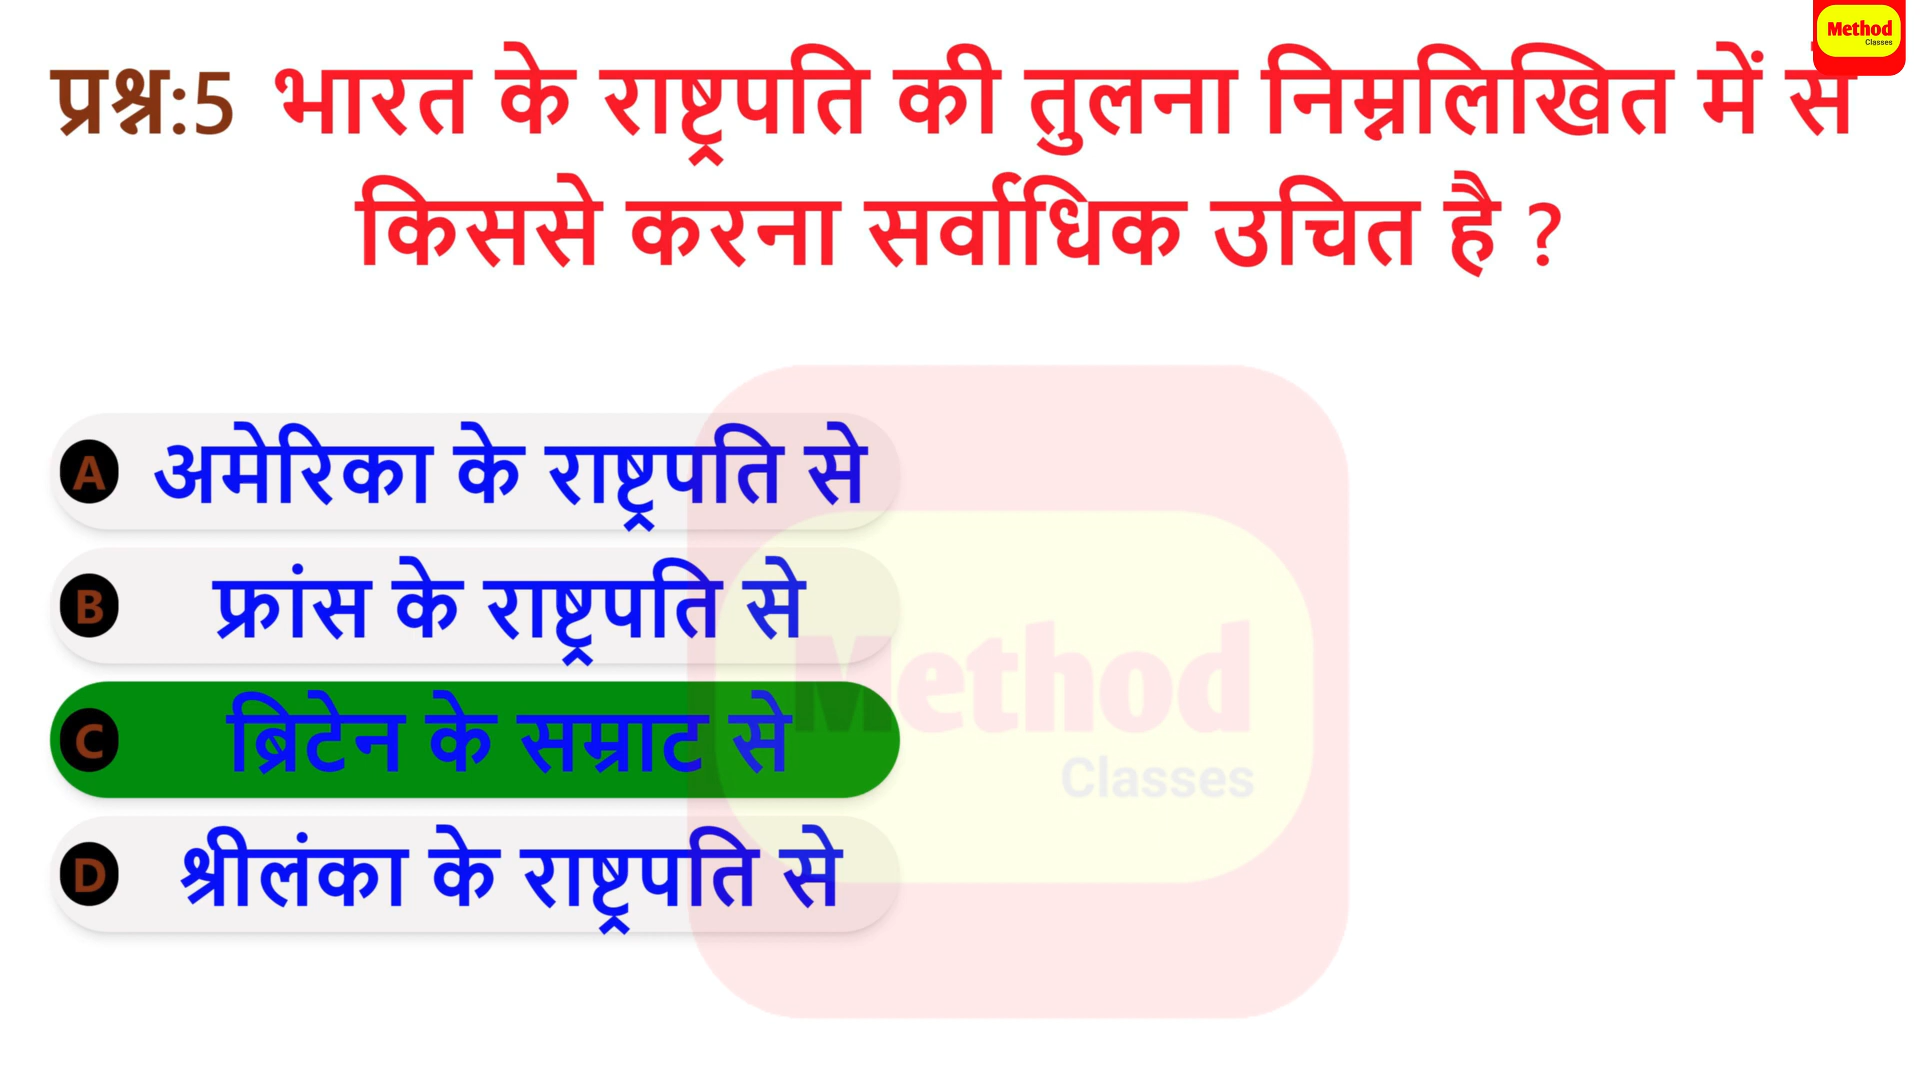 Method
Classes
प्रश्न:5 भारत के राष्ट्रपति की तुलना निम्नलिखित में से
किससे करना सर्वाधिक उचित है ?
A अमेरिका के राष्ट्रपति से
B फ्रांस के राष्ट्रपति से
C ब्रिटेन के सम्राट से
D श्रीलंका के राष्ट्रपति से
Method
Classes